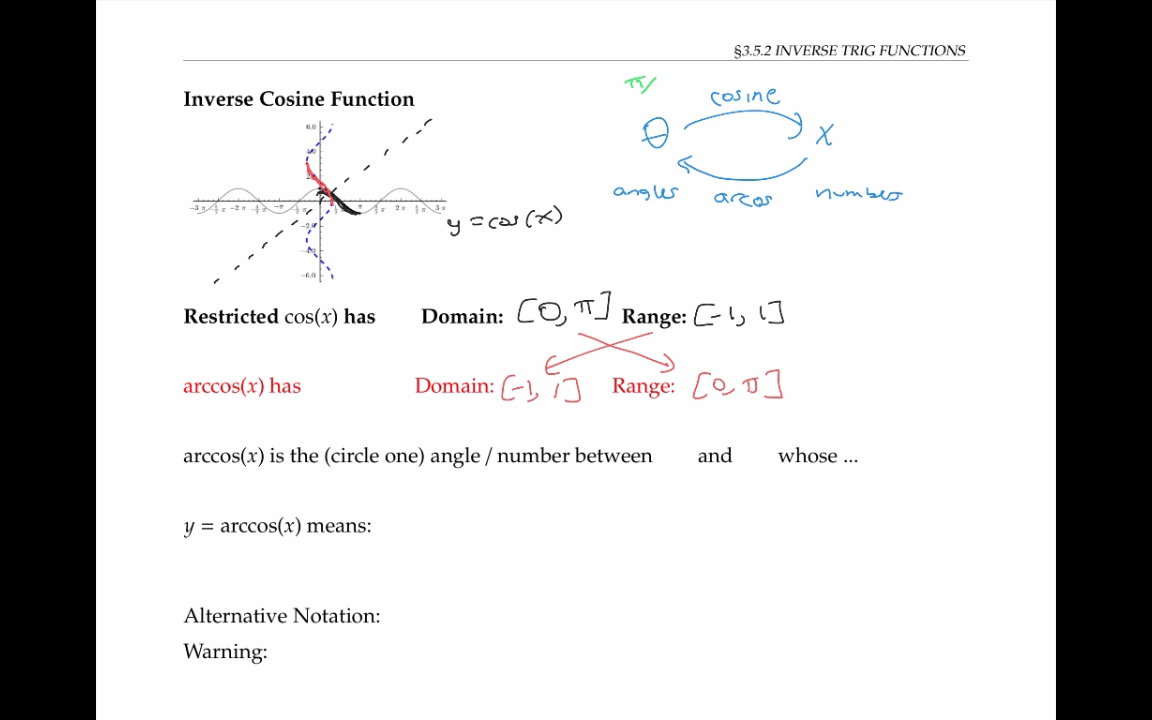 §3.5.2 INVERSE TRIG FUNCTIONS
Inverse Cosine Function
π/
cosine
θ
x
angles
arcos
numbers
y = cos(x)
Restricted cos(x) has Domain: [0, π] Range: [-1, 1]
arccos(x) has Domain: [-1, 1] Range: [0, π]
arccos(x) is the (circle one) angle / number between and whose ...
y = arccos(x) means:
Alternative Notation:
Warning: